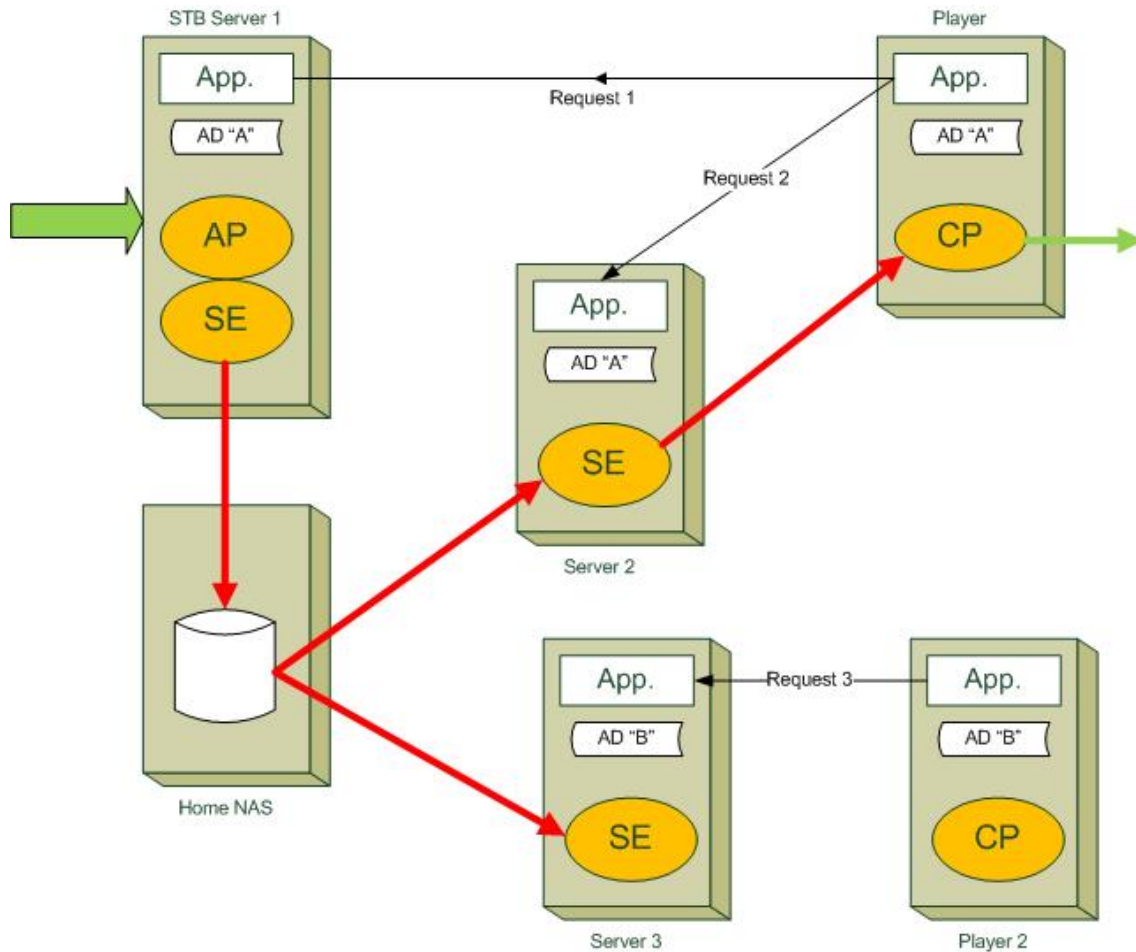 STB Server 1
Player
App.
App.
Request 1
AD “A”
AD “A”
Request 2
AP
CP
App.
SE
AD “A”
SE
Server 2
App.
Request 3
App.
AD “B”
AD “B”
Home NAS
SE
CP
Server 3
Player 2